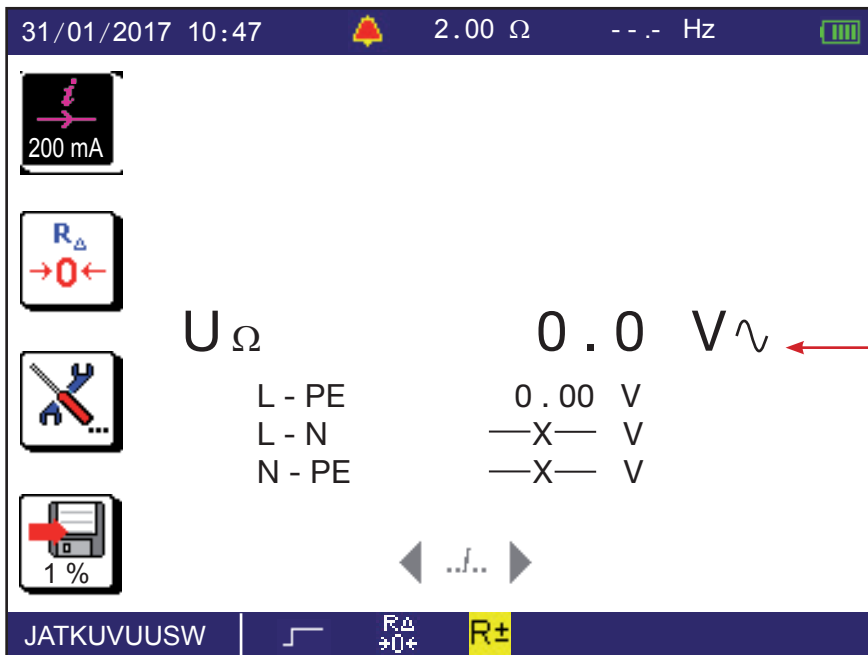 31/01/2017 10:47 2.00 Ω - - .- Hz
i
200 mA
RΔ
→0←
U Ω 0.0 V∿
...
L - PE 0.00 V
L - N —X— V
N - PE —X— V
1 %
../..
JATKUVUUSW RΔ →0← R±